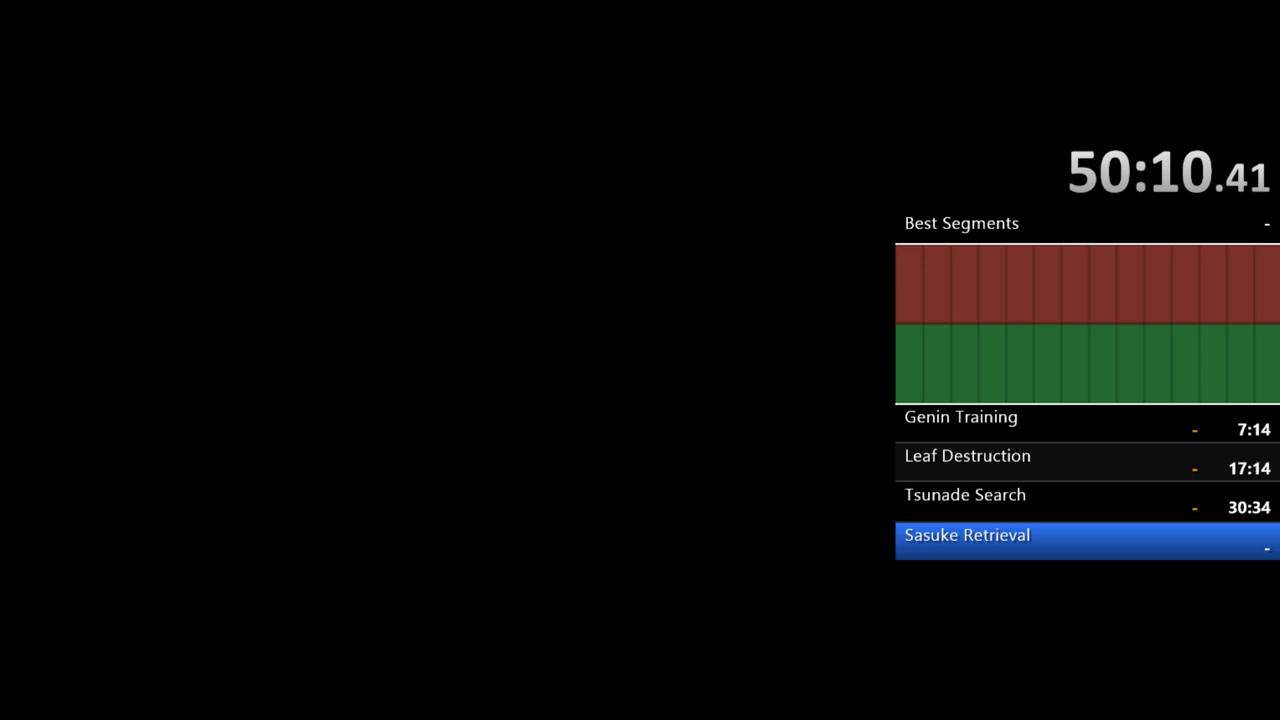 50:10.41
Best Segments -
Genin Training - 7:14
Leaf Destruction - 17:14
Tsunade Search - 30:34
Sasuke Retrieval -